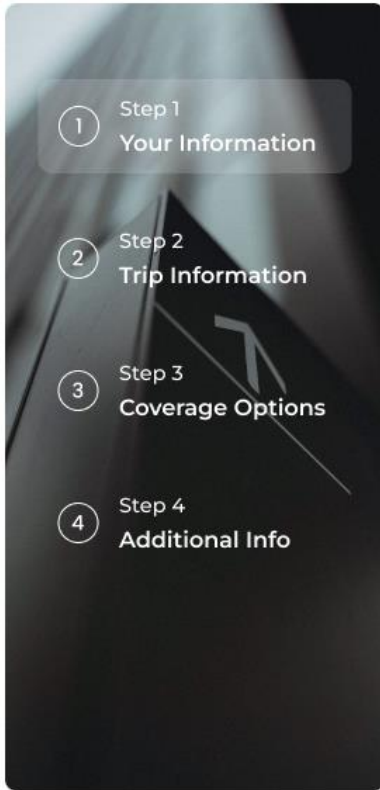 1
Step 1
Your Information
2
Step 2
Trip Information
3
Step 3
Coverage Options
4
Step 4
Additional Info